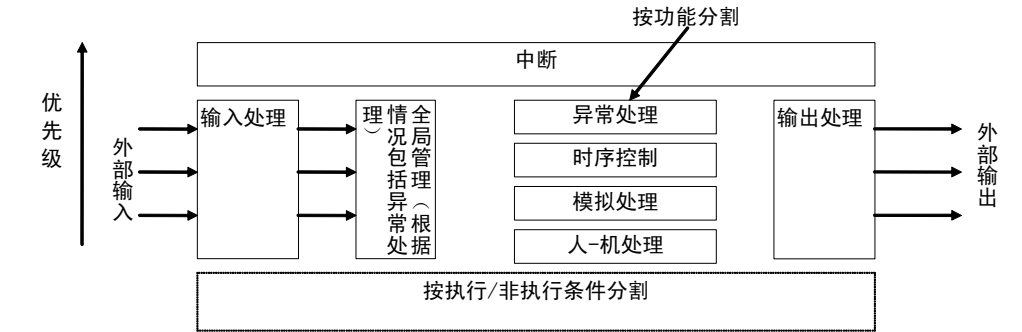 按功能分割
中断
优先级
外部输入
输入处理
全局管理（根据
情况包括异常处
理）
异常处理
时序控制
模拟处理
人-机处理
输出处理
外部输出
按执行/非执行条件分割